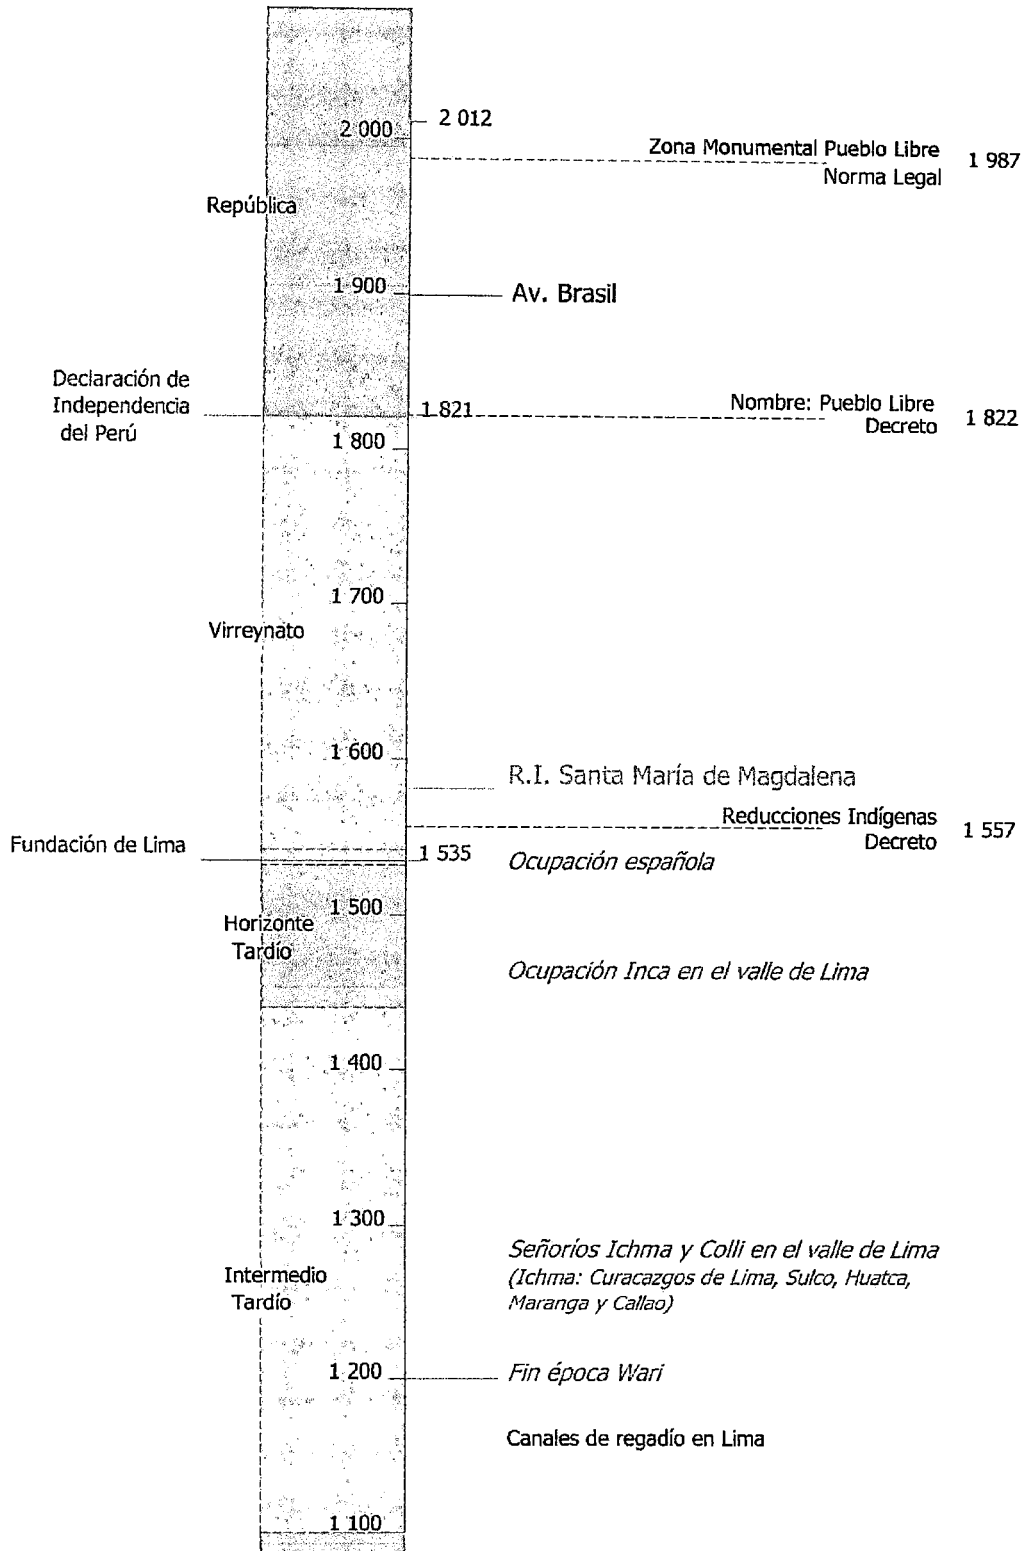 2 012
2 000
Zona Monumental Pueblo Libre
Norma Legal
1 987
República
1 900
Av. Brasil
Declaración de
Independencia
del Perú
1 821
Nombre: Pueblo Libre
Decreto
1 822
1 800
1 700
Virreynato
1 600
R.I. Santa María de Magdalena
Reducciones Indígenas
Decreto
1 557
Fundación de Lima
1 535
Ocupación española
1 500
Horizonte
Tardío
Ocupación Inca en el valle de Lima
1 400
1 300
Señoríos Ichma y Colli en el valle de Lima
(Ichma: Curacazgos de Lima, Sulco, Huatca,
Maranga y Callao)
Intermedio
Tardío
1 200
Fin época Wari
Canales de regadío en Lima
1 100